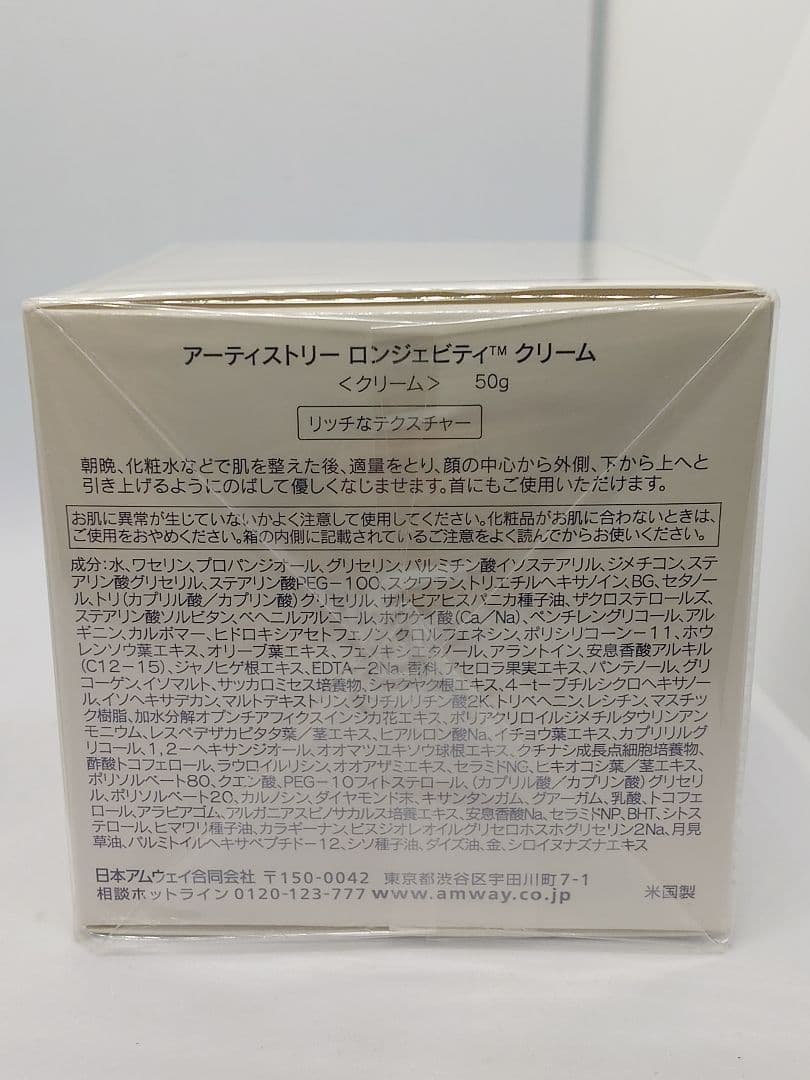 アーティストリー ロンジェビティ™ クリーム
＜クリーム＞ 50g
リッチなテクスチャー
朝晩、化粧水などで肌を整えた後、適量をとり、顔の中心から外側、下から上へと
引き上げるようにのばして優しくなじませます。首にもご使用いただけます。
お肌に異常が生じていないかよく注意して使用してください。化粧品がお肌に合わないときは、
ご使用をおやめください。箱の内側に記載されているご注意をよく読んでからお使いください。
成分：水、ワセリン、プロパンジオール、グリセリン、パルミチン酸イソステアリル、ジメチコン、ステ
アリン酸グリセリル、ステアリン酸PEG－100、スクワラン、トリエチルヘキサノイン、BG、セタノー
ル、トリ（カプリル酸／カプリン酸）グリセリル、サルビアヒスパニカ種子油、ザクロステロールズ、
ステアリン酸ソルビタン、ベヘニルアルコール、ホウケイ酸（Ca／Na）、ペンチレングリコール、アル
ギニン、カルボマー、ヒドロキシアセトフェノン、クロルフェネシン、ポリシリコーン－11、ホウ
レンソウ葉エキス、オリーブ葉エキス、フェノキシエタノール、アラントイン、安息香酸アルキル
（C12－15）、ジャノヒゲ根エキス、EDTA－2Na、香料、アセロラ果実エキス、パンテノール、グリ
コーゲン、イソマルト、サッカロミセス培養物、シャクヤク根エキス、4－t－ブチルシクロヘキサノー
ル、イソヘキサデカン、マルトデキストリン、グリチルリチン酸2K、トリペヘニン、レシチン、マスチッ
ク樹脂、加水分解オプンチアフィクスインジカ花エキス、ポリアクリロイルジメチルタウリンアン
モニウム、レスペデザカピタタ葉／茎エキス、ヒアルロン酸Na、イチョウ葉エキス、カプリリルグ
リコール、1，2－ヘキサンジオール、オオマツユキソウ球根エキス、クチナシ成長点細胞培養物、
酢酸トコフェロール、ラウロイルリシン、オオアザミエキス、セラミドNG、ヒキオコシ葉／茎エキス、
ポリソルベート80、クエン酸、PEG－10フィトステロール、（カプリル酸／カプリン酸）グリセリ
ル、ポリソルベート20、カルノシン、ダイヤモンド末、キサンタンガム、グアーガム、乳酸、トコフェロ
ール、アラビアゴム、アルガニアスピノサカルス培養エキス、安息香酸Na、セラミドNP、BHT、シトス
テロール、ヒマワリ種子油、カラギーナン、ビスジオレオイルグリセロホスホグリセリン2Na、月見
草油、パルミトイルヘキサペプチド－12、シソ種子油、ダイズ油、金、シロイヌナズナエキス
日本アムウェイ合同会社 〒150-0042 東京都渋谷区宇田川町7-1
相談ホットライン 0120-123-777 www.amway.co.jp 米国製